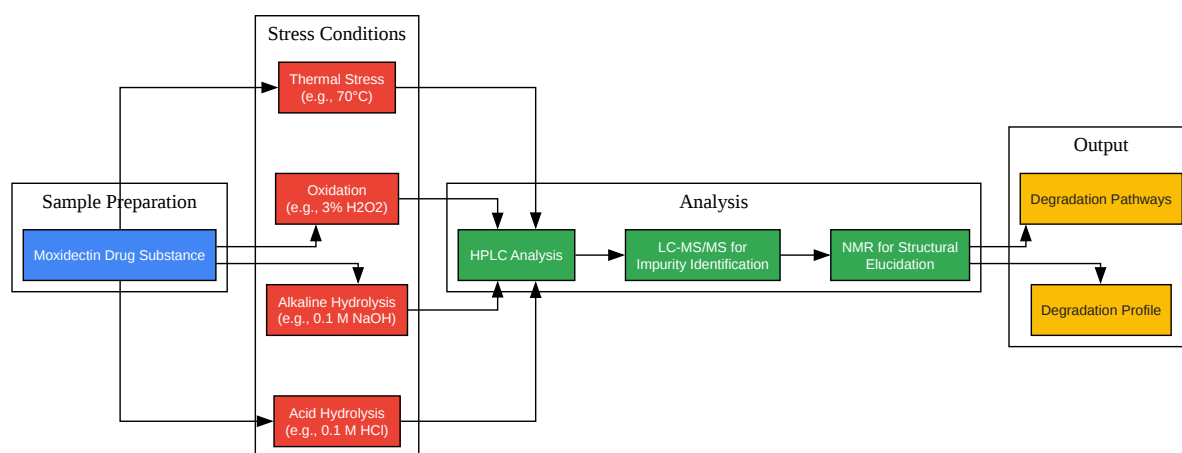 Sample Preparation
Moxidectin Drug Substance
Stress Conditions
Thermal Stress
(e.g., 70°C)
Oxidation
(e.g., 3% H2O2)
Alkaline Hydrolysis
(e.g., 0.1 M NaOH)
Acid Hydrolysis
(e.g., 0.1 M HCl)
Analysis
HPLC Analysis
LC-MS/MS for
Impurity Identification
NMR for Structural
Elucidation
Output
Degradation Pathways
Degradation Profile